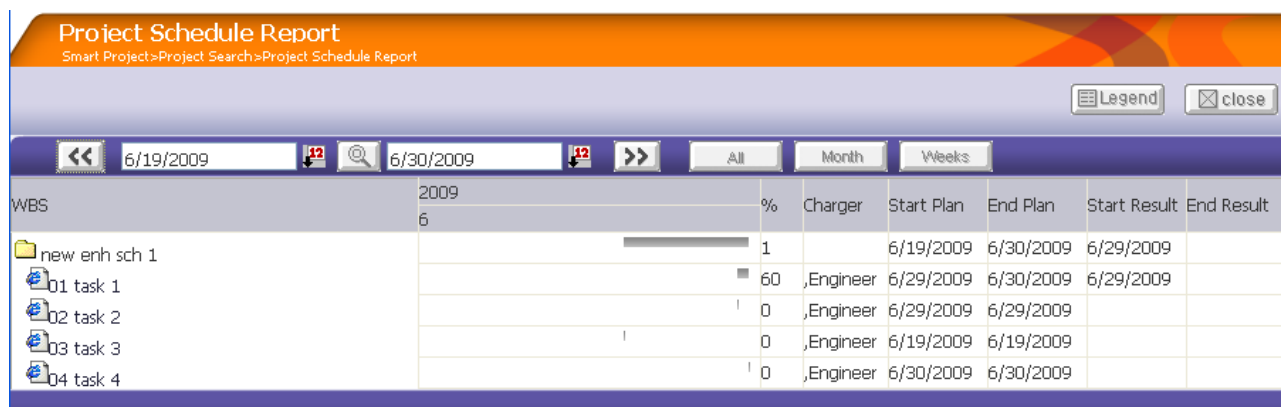 Project Schedule Report
Smart Project>Project Search>Project Schedule Report
Legend close
<< 6/19/2009 12 6/30/2009 12 >> All Month Weeks
WBS 2009 % Charger Start Plan End Plan Start Result End Result
6
new enh sch 1 1 6/19/2009 6/30/2009 6/29/2009
01 task 1 60 ,Engineer 6/29/2009 6/30/2009 6/29/2009
02 task 2 0 ,Engineer 6/29/2009 6/29/2009
03 task 3 0 ,Engineer 6/19/2009 6/19/2009
04 task 4 0 ,Engineer 6/30/2009 6/30/2009